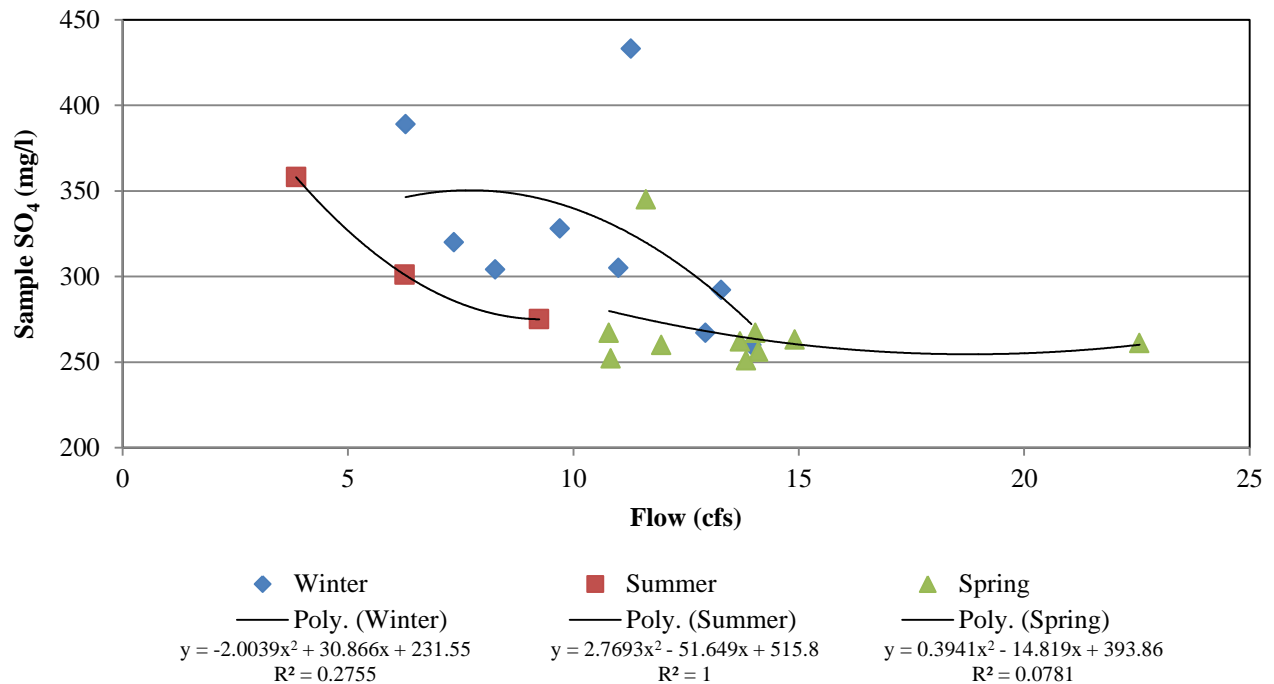 450
400
350
300
250
200
Sample SO₄ (mg/l)
0 5 10 15 20 25
Flow (cfs)
Winter Summer Spring
Poly. (Winter) Poly. (Summer) Poly. (Spring)
y = -2.0039x² + 30.866x + 231.55 y = 2.7693x² - 51.649x + 515.8 y = 0.3941x² - 14.819x + 393.86
R² = 0.2755 R² = 1 R² = 0.0781